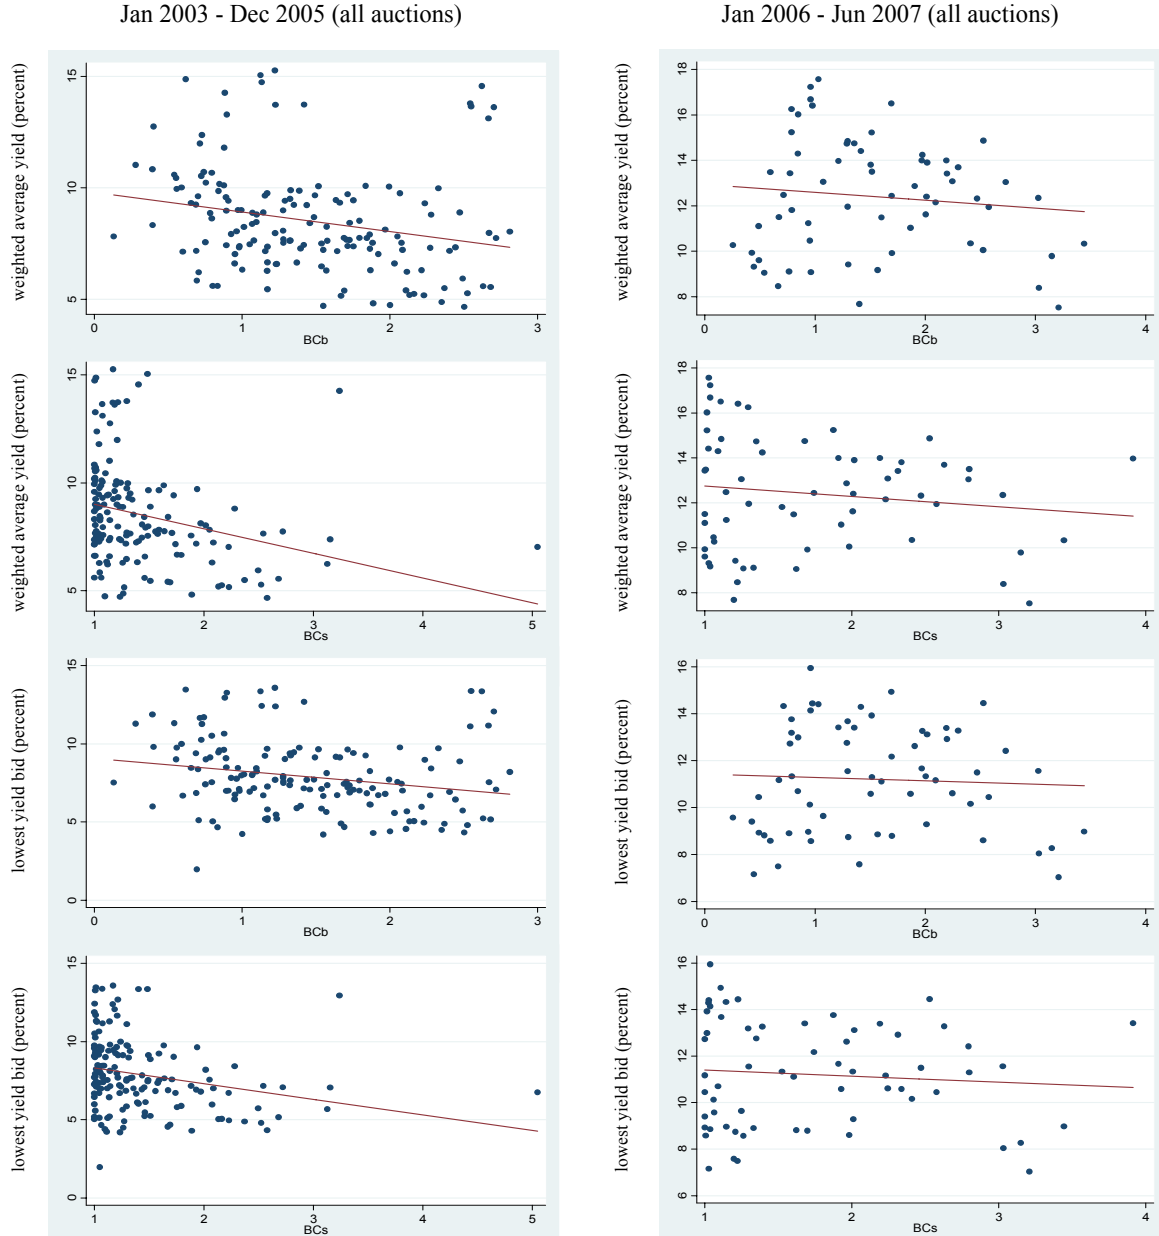 Jan 2003 - Dec 2005 (all auctions)
Jan 2006 - Jun 2007 (all auctions)
weighted average yield (percent)
15
10
5
0 1 2 3
BCb
weighted average yield (percent)
18
16
14
12
10
8
0 1 2 3 4
BCb
weighted average yield (percent)
15
10
5
1 2 3 4 5
BCs
weighted average yield (percent)
18
16
14
12
10
8
1 2 3 4
BCs
lowest yield bid (percent)
15
10
5
0
0 1 2 3
BCb
lowest yield bid (percent)
16
14
12
10
8
6
0 1 2 3 4
BCb
lowest yield bid (percent)
15
10
5
0
1 2 3 4 5
BCs
lowest yield bid (percent)
16
14
12
10
8
6
1 2 3 4
BCs